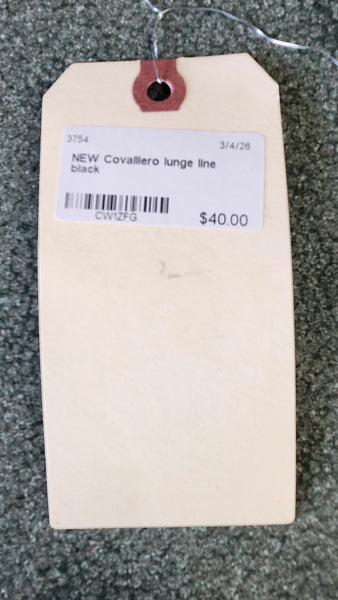 3754 3/4/26
NEW Covalliero lunge line
black
CW1ZFG $40.00